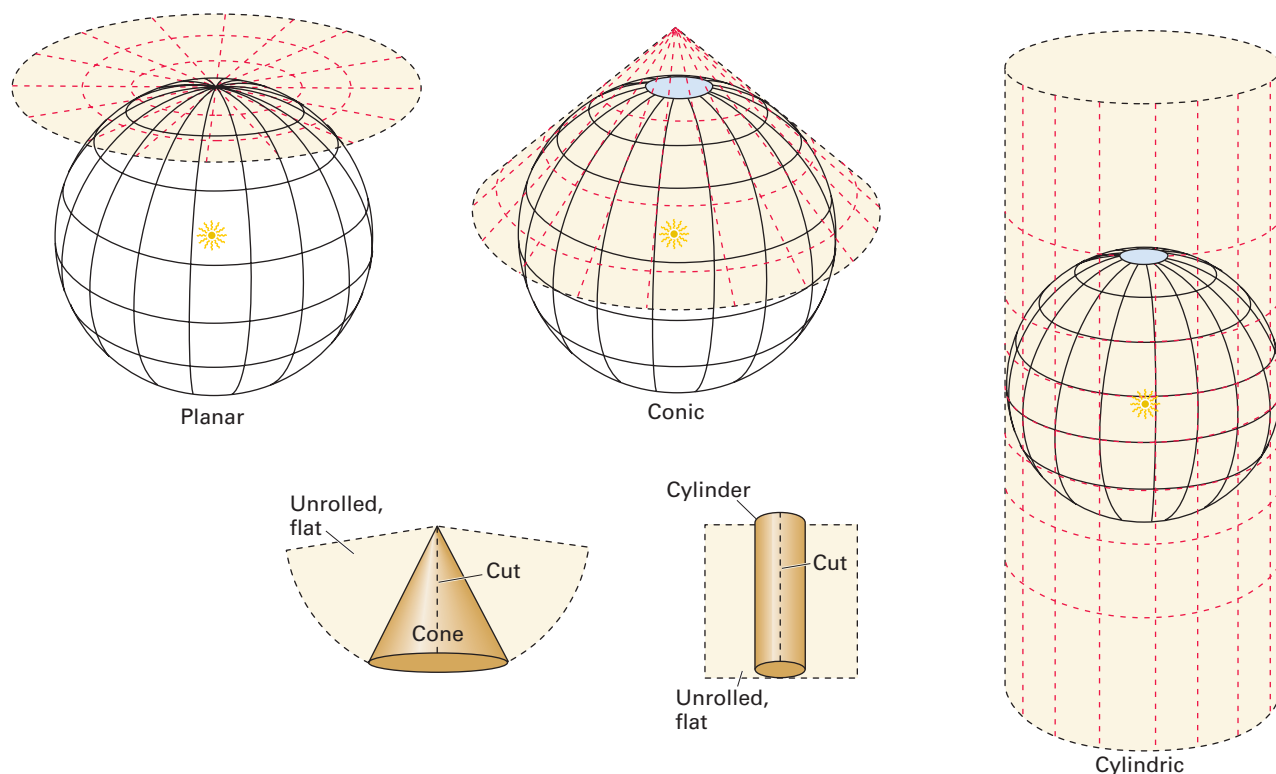 Planar
Conic
Cylindric
Unrolled,
flat
Cut
Cone
Cylinder
Cut
Unrolled,
flat